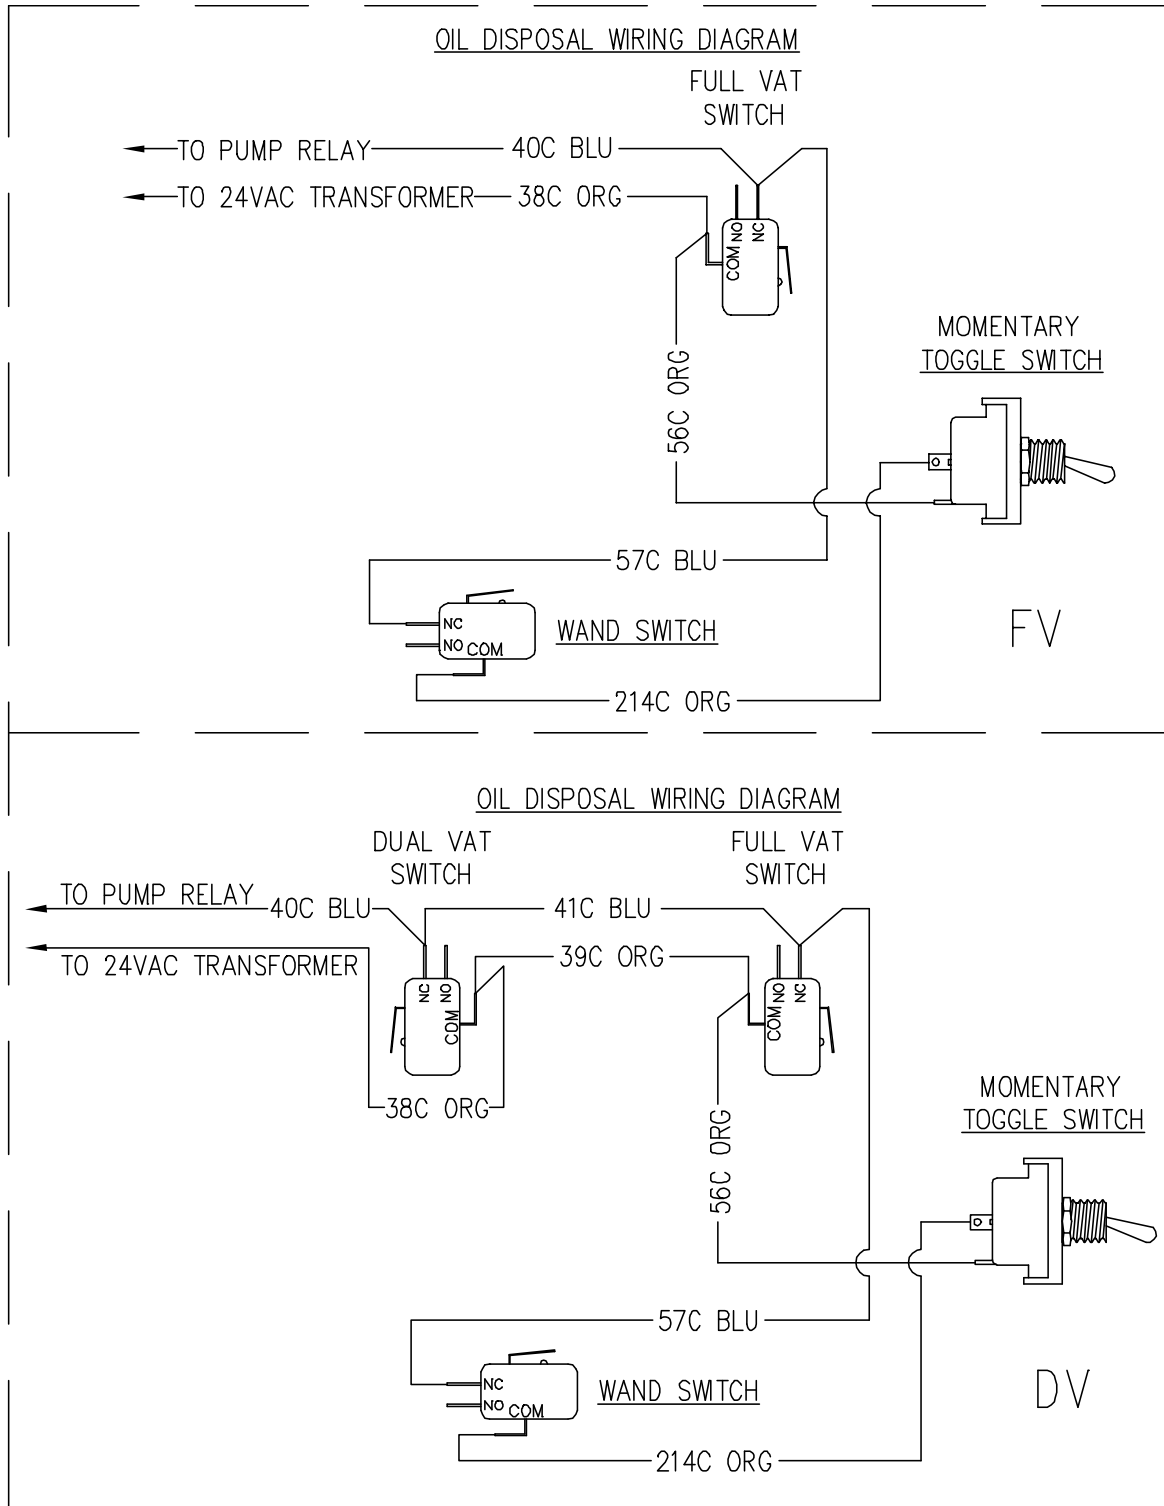 OIL DISPOSAL WIRING DIAGRAM
FULL VAT
SWITCH
TO PUMP RELAY
40C BLU
TO 24VAC TRANSFORMER
38C ORG
NO
NC
COM
56C ORG
MOMENTARY
TOGGLE SWITCH
57C BLU
NC
NO
COM
WAND SWITCH
FV
214C ORG
OIL DISPOSAL WIRING DIAGRAM
DUAL VAT
SWITCH
FULL VAT
SWITCH
TO PUMP RELAY
40C BLU
41C BLU
TO 24VAC TRANSFORMER
39C ORG
NC
NO
COM
NO
NC
COM
38C ORG
56C ORG
MOMENTARY
TOGGLE SWITCH
57C BLU
NC
NO
COM
WAND SWITCH
DV
214C ORG